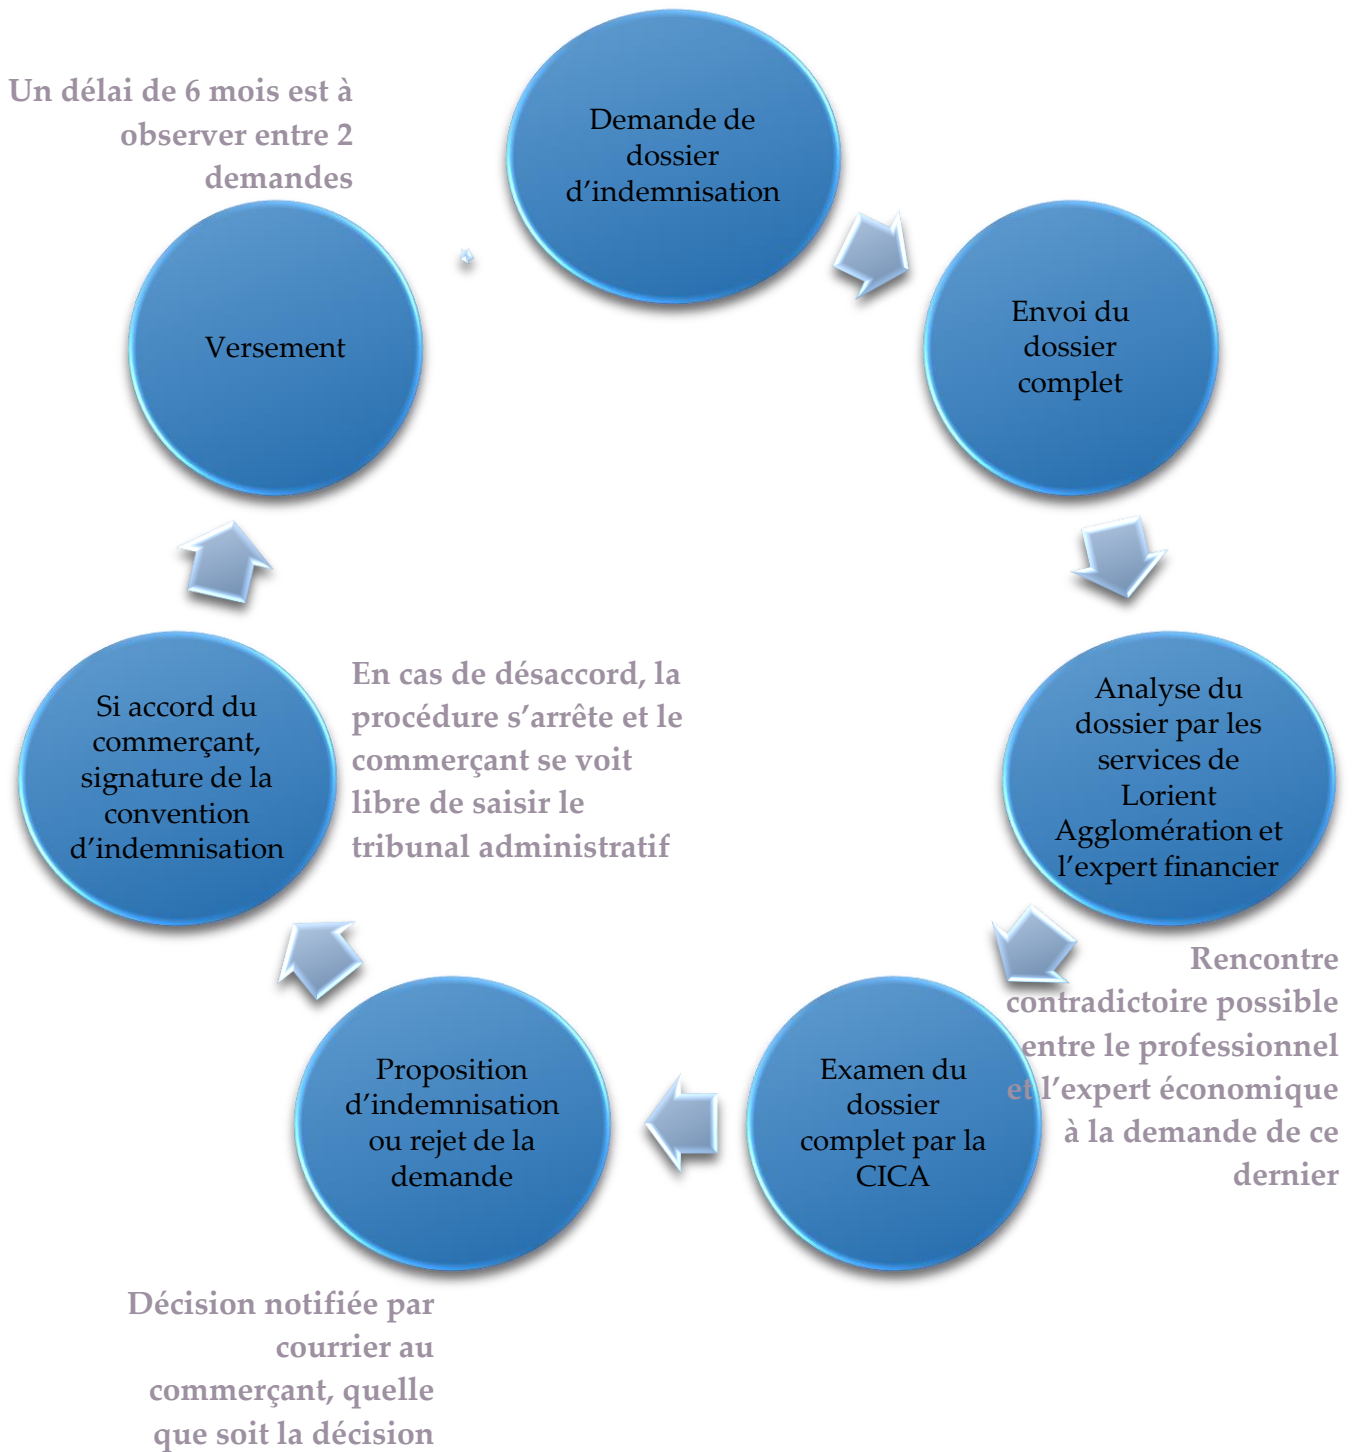 Un délai de 6 mois est à
observer entre 2
demandes
Demande de
dossier
d’indemnisation
Envoi du
dossier
complet
Analyse du
dossier par les
services de
Lorient
Agglomération et
l’expert financier
Rencontre
contradictoire possible
entre le professionnel
et l’expert économique
à la demande de ce
dernier
Examen du
dossier
complet par la
CICA
Proposition
d’indemnisation
ou rejet de la
demande
Décision notifiée par
courrier au
commerçant, quelle
que soit la décision
Si accord du
commerçant,
signature de la
convention
d’indemnisation
En cas de désaccord, la
procédure s’arrête et le
commerçant se voit
libre de saisir le
tribunal administratif
Versement